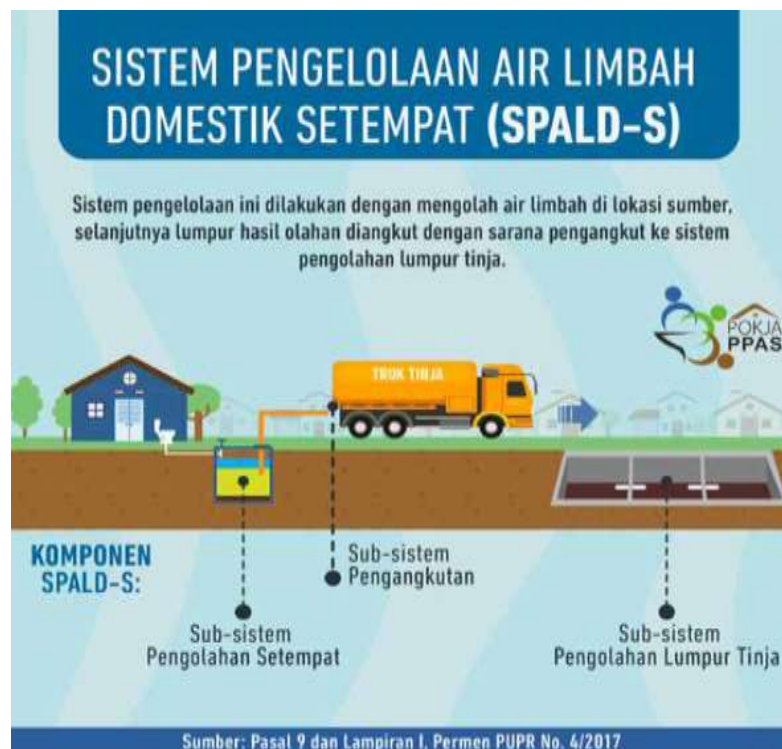 SISTEM PENGELOLAAN AIR LIMBAH
DOMESTIK SETEMPAT (SPALD-S)
Sistem pengelolaan ini dilakukan dengan mengolah air limbah di lokasi sumber,
selanjutnya lumpur hasil olahan diangkut dengan sarana pengangkut ke sistem
pengolahan lumpur tinja.
POKJA
PPAS
TRUK TINJA
KOMPONEN
SPALD-S:
Sub-sistem
Pengangkutan
Sub-sistem
Pengolahan Setempat
Sub-sistem
Pengolahan Lumpur Tinja
Sumber: Pasal 9 dan Lampiran I, Permen PUPR No. 4/2017